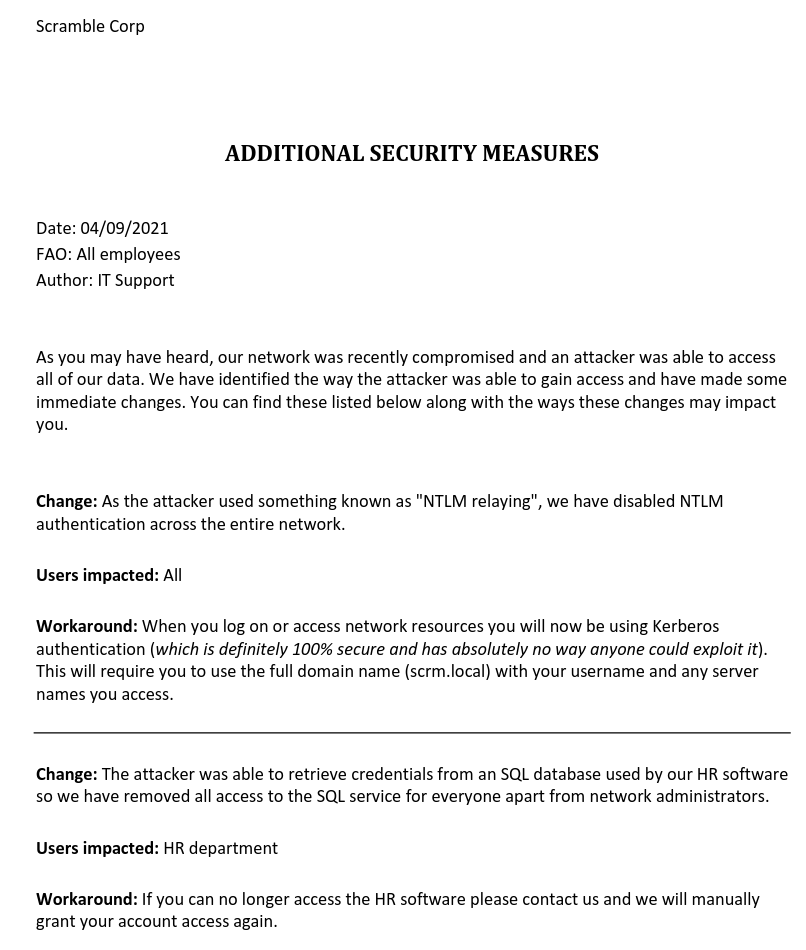 Scramble Corp
ADDITIONAL SECURITY MEASURES
Date: 04/09/2021
FAO: All employees
Author: IT Support
As you may have heard, our network was recently compromised and an attacker was able to access
all of our data. We have identified the way the attacker was able to gain access and have made some
immediate changes. You can find these listed below along with the ways these changes may impact
you.
Change: As the attacker used something known as "NTLM relaying", we have disabled NTLM
authentication across the entire network.
Users impacted: All
Workaround: When you log on or access network resources you will now be using Kerberos
authentication (which is definitely 100% secure and has absolutely no way anyone could exploit it).
This will require you to use the full domain name (scrm.local) with your username and any server
names you access.
Change: The attacker was able to retrieve credentials from an SQL database used by our HR software
so we have removed all access to the SQL service for everyone apart from network administrators.
Users impacted: HR department
Workaround: If you can no longer access the HR software please contact us and we will manually
grant your account access again.